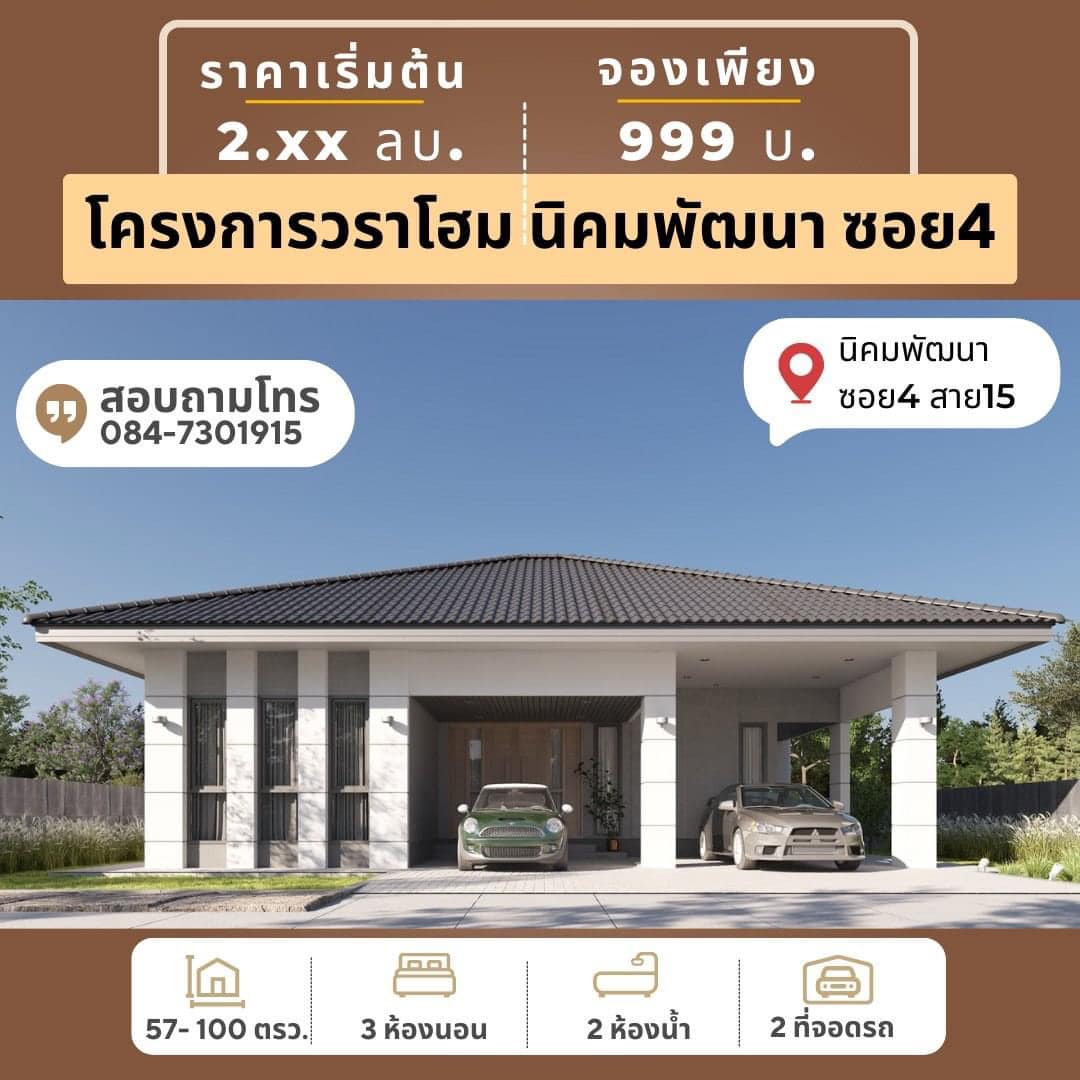 ราคาเริ่มต้น
2.xx ลบ.
จองเพียง
999 บ.
โครงการวราโฮม นิคมพัฒนา ซอย4
สอบถามโทร
084-7301915
นิคมพัฒนา
ซอย4 สาย15
57- 100 ตรว.
3 ห้องนอน
2 ห้องน้ำ
2 ที่จอดรถ